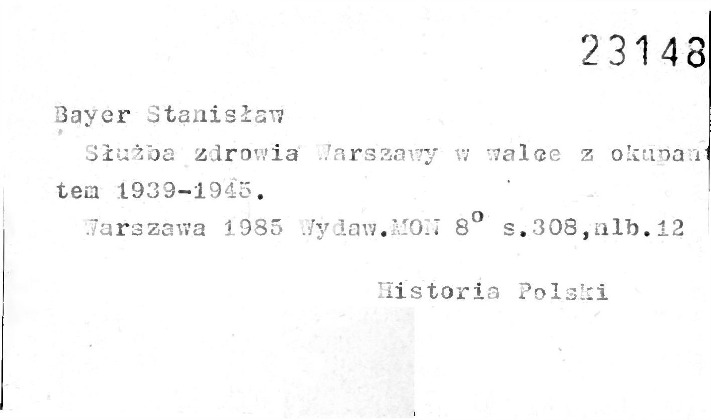 23148
Bayer Stanisław
Służba zdrowia Warszawy w walce z okupant
tem 1939-1945.
Warszawa 1985 Wydaw.MON 8° s.308,nlb.12
Historia Polski